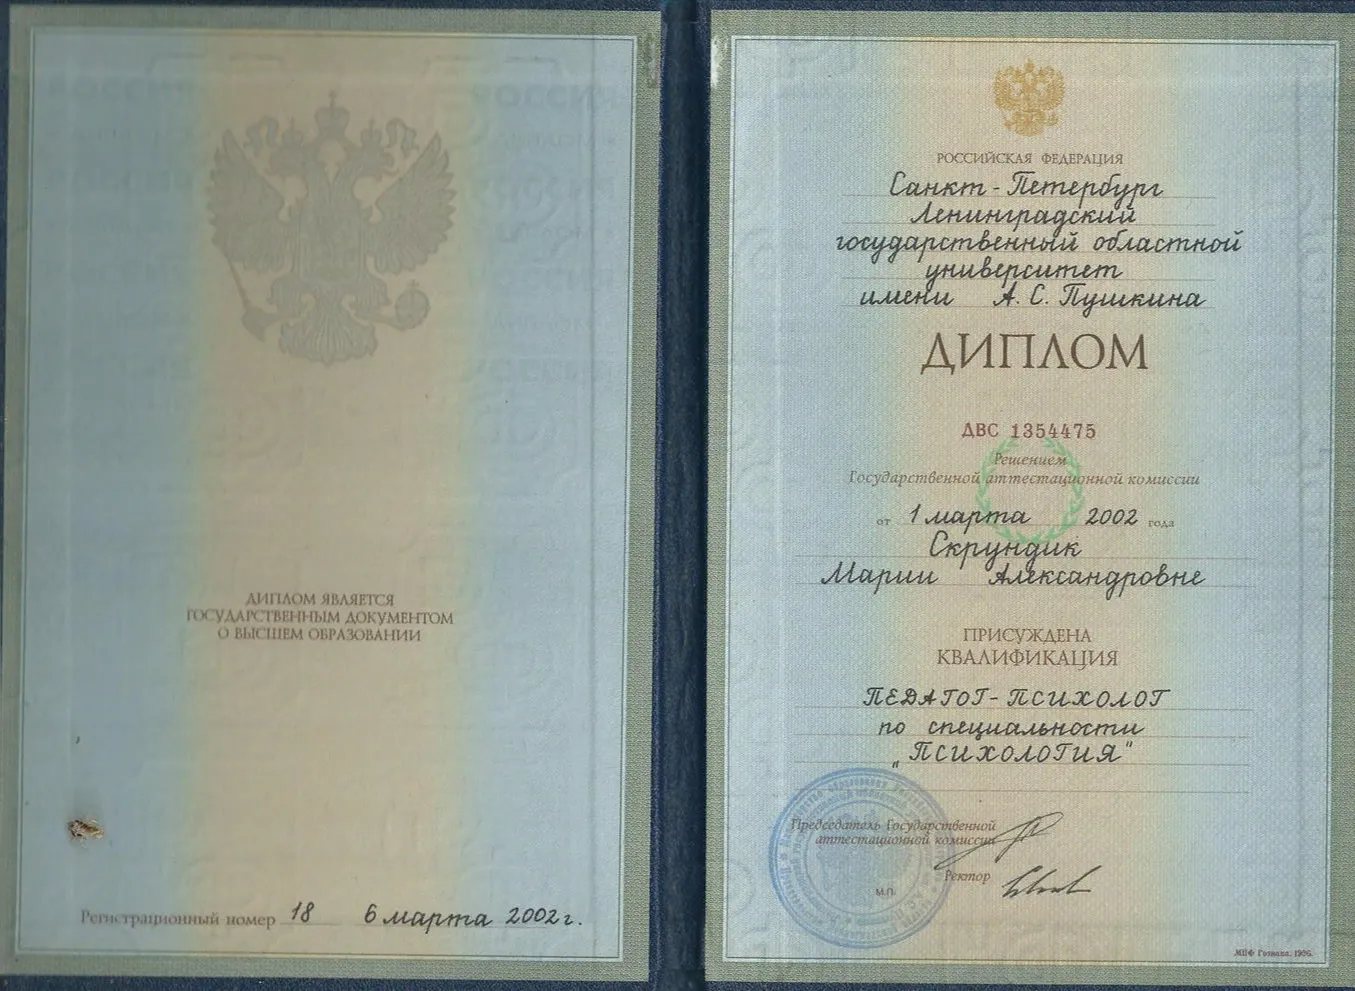 ДИПЛОМ ЯВЛЯЕТСЯ
ГОСУДАРСТВЕННЫМ ДОКУМЕНТОМ
О ВЫСШЕМ ОБРАЗОВАНИИ
Регистрационный номер 18 6 марта 2002 г.
РОССИЙСКАЯ ФЕДЕРАЦИЯ
Санкт-Петербург
Ленинградский
государственный областной
университет
имени А. С. Пушкина
ДИПЛОМ
ДВС 1354475
Решением
Государственной аттестационной комиссии
от 1 марта 2002 года
Скрундик
Марии Александровне
ПРИСУЖДЕНА
КВАЛИФИКАЦИЯ
ПЕДАГОГ-ПСИХОЛОГ
по специальности
„ПСИХОЛОГИЯ"
Председатель Государственной
аттестационной комиссии
Ректор
М.П.
МПФ Гознака. 1996.